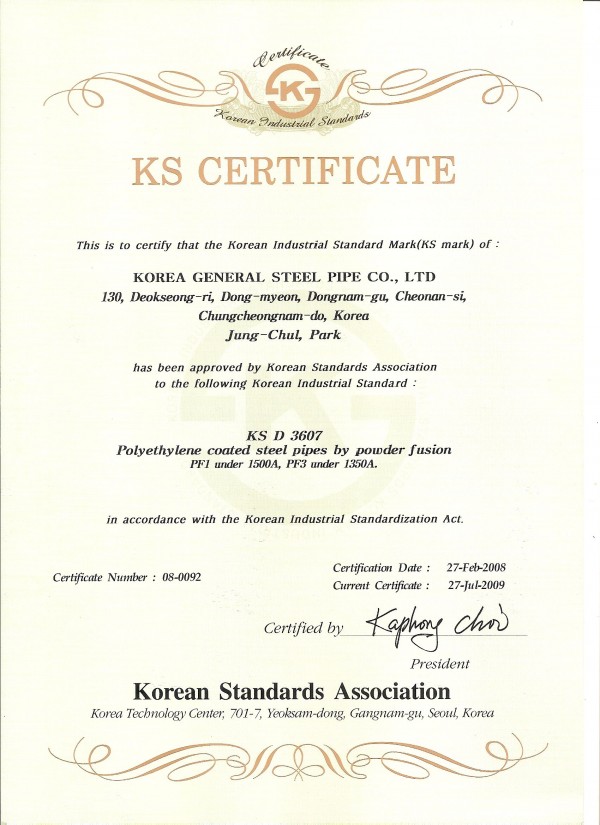 Certificate
KS
Korean Industrial Standards
KS CERTIFICATE
This is to certify that the Korean Industrial Standard Mark(KS mark) of :
KOREA GENERAL STEEL PIPE CO., LTD
130, Deokseong-ri, Dong-myeon, Dongnam-gu, Cheonan-si,
Chungcheongnam-do, Korea
Jung-Chul, Park
has been approved by Korean Standards Association
to the following Korean Industrial Standard :
KS D 3607
Polyethylene coated steel pipes by powder fusion
PF1 under 1500A, PF3 under 1350A.
in accordance with the Korean Industrial Standardization Act.
Certificate Number : 08-0092
Certification Date : 27-Feb-2008
Current Certificate : 27-Jul-2009
Certified by Kaphong Choi
President
Korean Standards Association
Korea Technology Center, 701-7, Yeoksam-dong, Gangnam-gu, Seoul, Korea